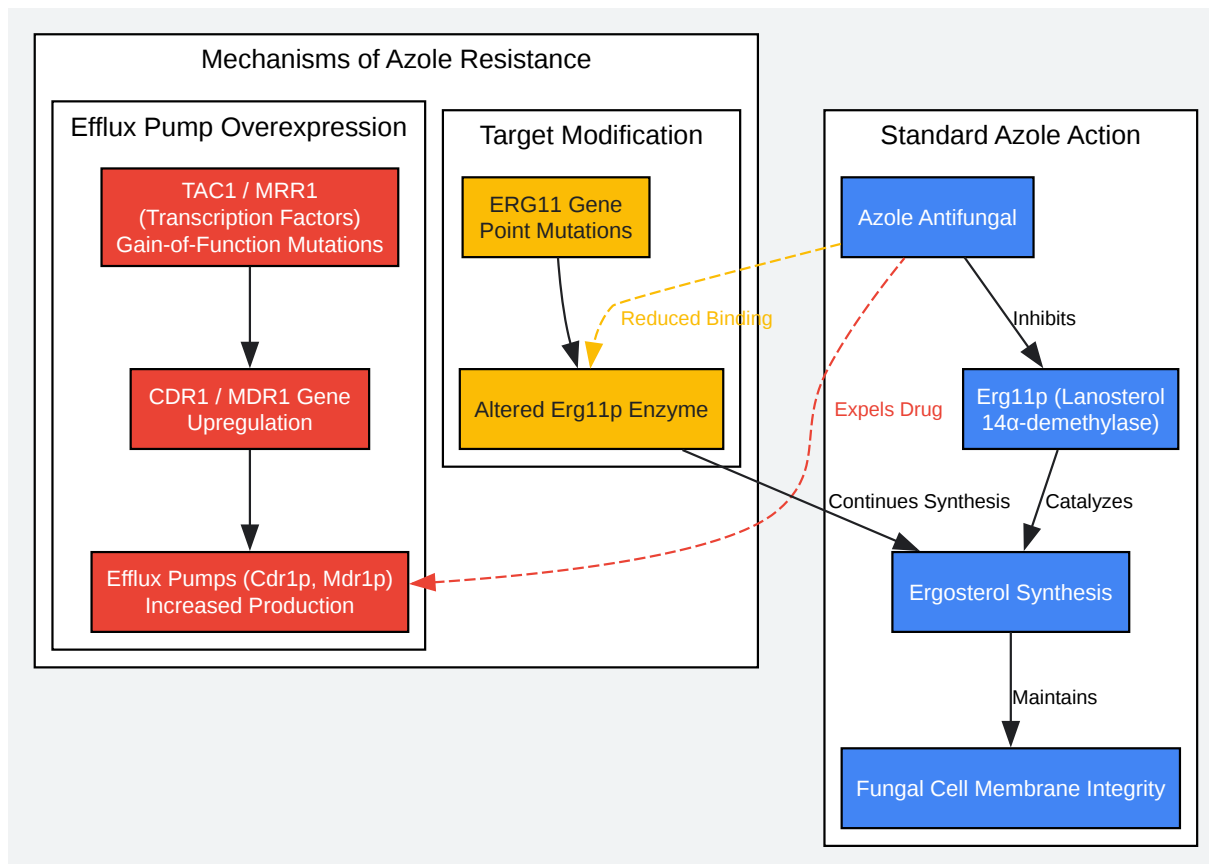 Mechanisms of Azole Resistance
Efflux Pump Overexpression
TAC1 / MRR1
(Transcription Factors)
Gain-of-Function Mutations
CDR1 / MDR1 Gene
Upregulation
Efflux Pumps (Cdr1p, Mdr1p)
Increased Production
Target Modification
ERG11 Gene
Point Mutations
Reduced Binding
Altered Erg11p Enzyme
Standard Azole Action
Azole Antifungal
Inhibits
Expels Drug
Erg11p (Lanosterol
14α-demethylase)
Continues Synthesis
Catalyzes
Ergosterol Synthesis
Maintains
Fungal Cell Membrane Integrity